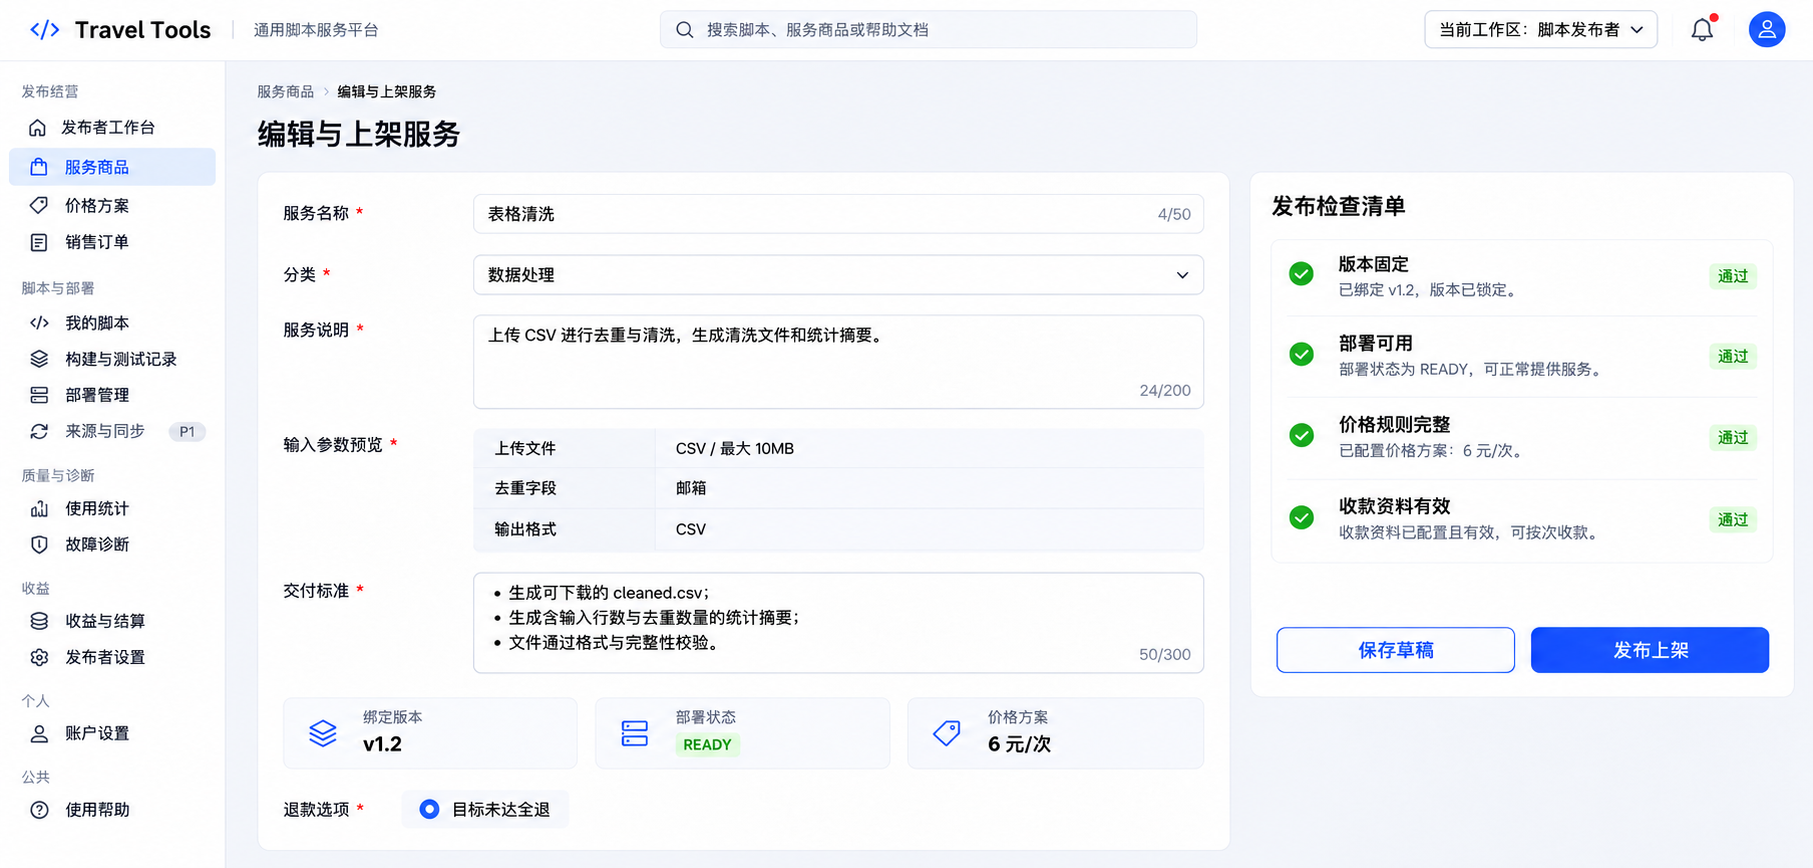 </> Travel Tools | 通用脚本服务平台
搜索脚本、服务商品或帮助文档
当前工作区：脚本发布者
发布结营
发布者工作台
服务商品
价格方案
销售订单
脚本与部署
我的脚本
构建与测试记录
部署管理
来源与同步 P1
质量与诊断
使用统计
故障诊断
收益
收益与结算
发布者设置
个人
账户设置
公共
使用帮助
服务商品 › 编辑与上架服务
编辑与上架服务
服务名称 * 表格清洗 4/50
分类 * 数据处理
服务说明 * 上传 CSV 进行去重与清洗，生成清洗文件和统计摘要。
24/200
输入参数预览 *
上传文件 CSV / 最大 10MB
去重字段 邮箱
输出格式 CSV
交付标准 *
• 生成可下载的 cleaned.csv；
• 生成含输入行数与去重数量的统计摘要；
• 文件通过格式与完整性校验。
50/300
绑定版本
v1.2
部署状态
READY
价格方案
6 元/次
退款选项 * 目标未达全退
发布检查清单
版本固定
已绑定 v1.2，版本已锁定。
通过
部署可用
部署状态为 READY，可正常提供服务。
通过
价格规则完整
已配置价格方案：6 元/次。
通过
收款资料有效
收款资料已配置且有效，可按次收款。
通过
保存草稿
发布上架